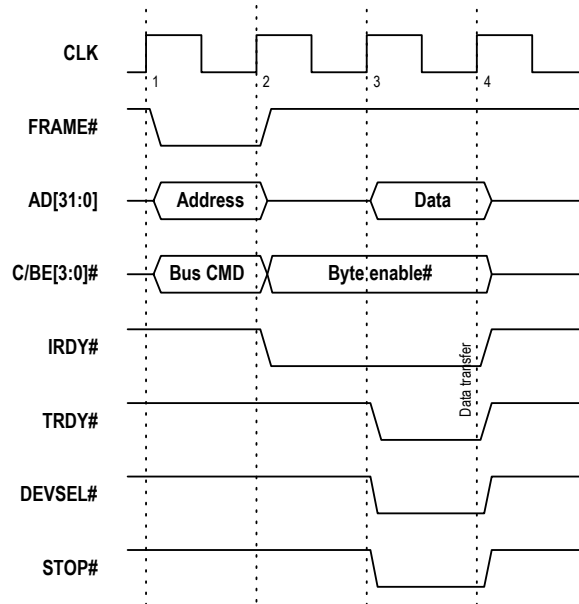 CLK
1 2 3 4
FRAME#
AD[31:0] Address Data
C/BE[3:0]# Bus CMD Byte enable#
IRDY#
Data transfer
TRDY#
DEVSEL#
STOP#